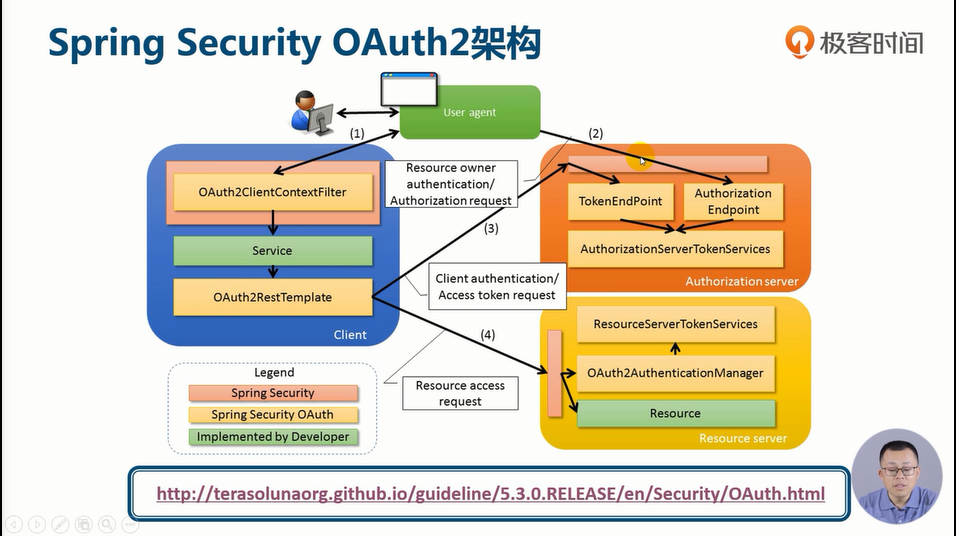 Spring Security OAuth2架构
极客时间
User agent
(1)
(2)
OAuth2ClientContextFilter
Resource owner
authentication/
Authorization request
TokenEndPoint
Authorization
Endpoint
(3)
Service
AuthorizationServerTokenServices
Client authentication/
Access token request
Authorization server
OAuth2RestTemplate
Client
(4)
ResourceServerTokenServices
OAuth2AuthenticationManager
Resource access
request
Resource
Resource server
Legend
Spring Security
Spring Security OAuth
Implemented by Developer
http://terasolunaorg.github.io/guideline/5.3.0.RELEASE/en/Security/OAuth.html